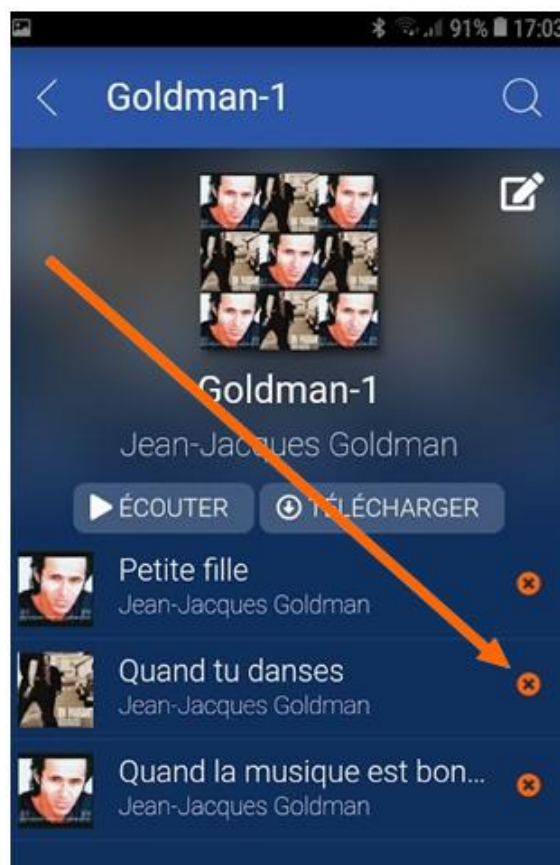 91% 17:03
Goldman-1
Goldman-1
Jean-Jacques Goldman
ÉCOUTER
TÉLÉCHARGER
Petite fille
Jean-Jacques Goldman
Quand tu danses
Jean-Jacques Goldman
Quand la musique est bon...
Jean-Jacques Goldman